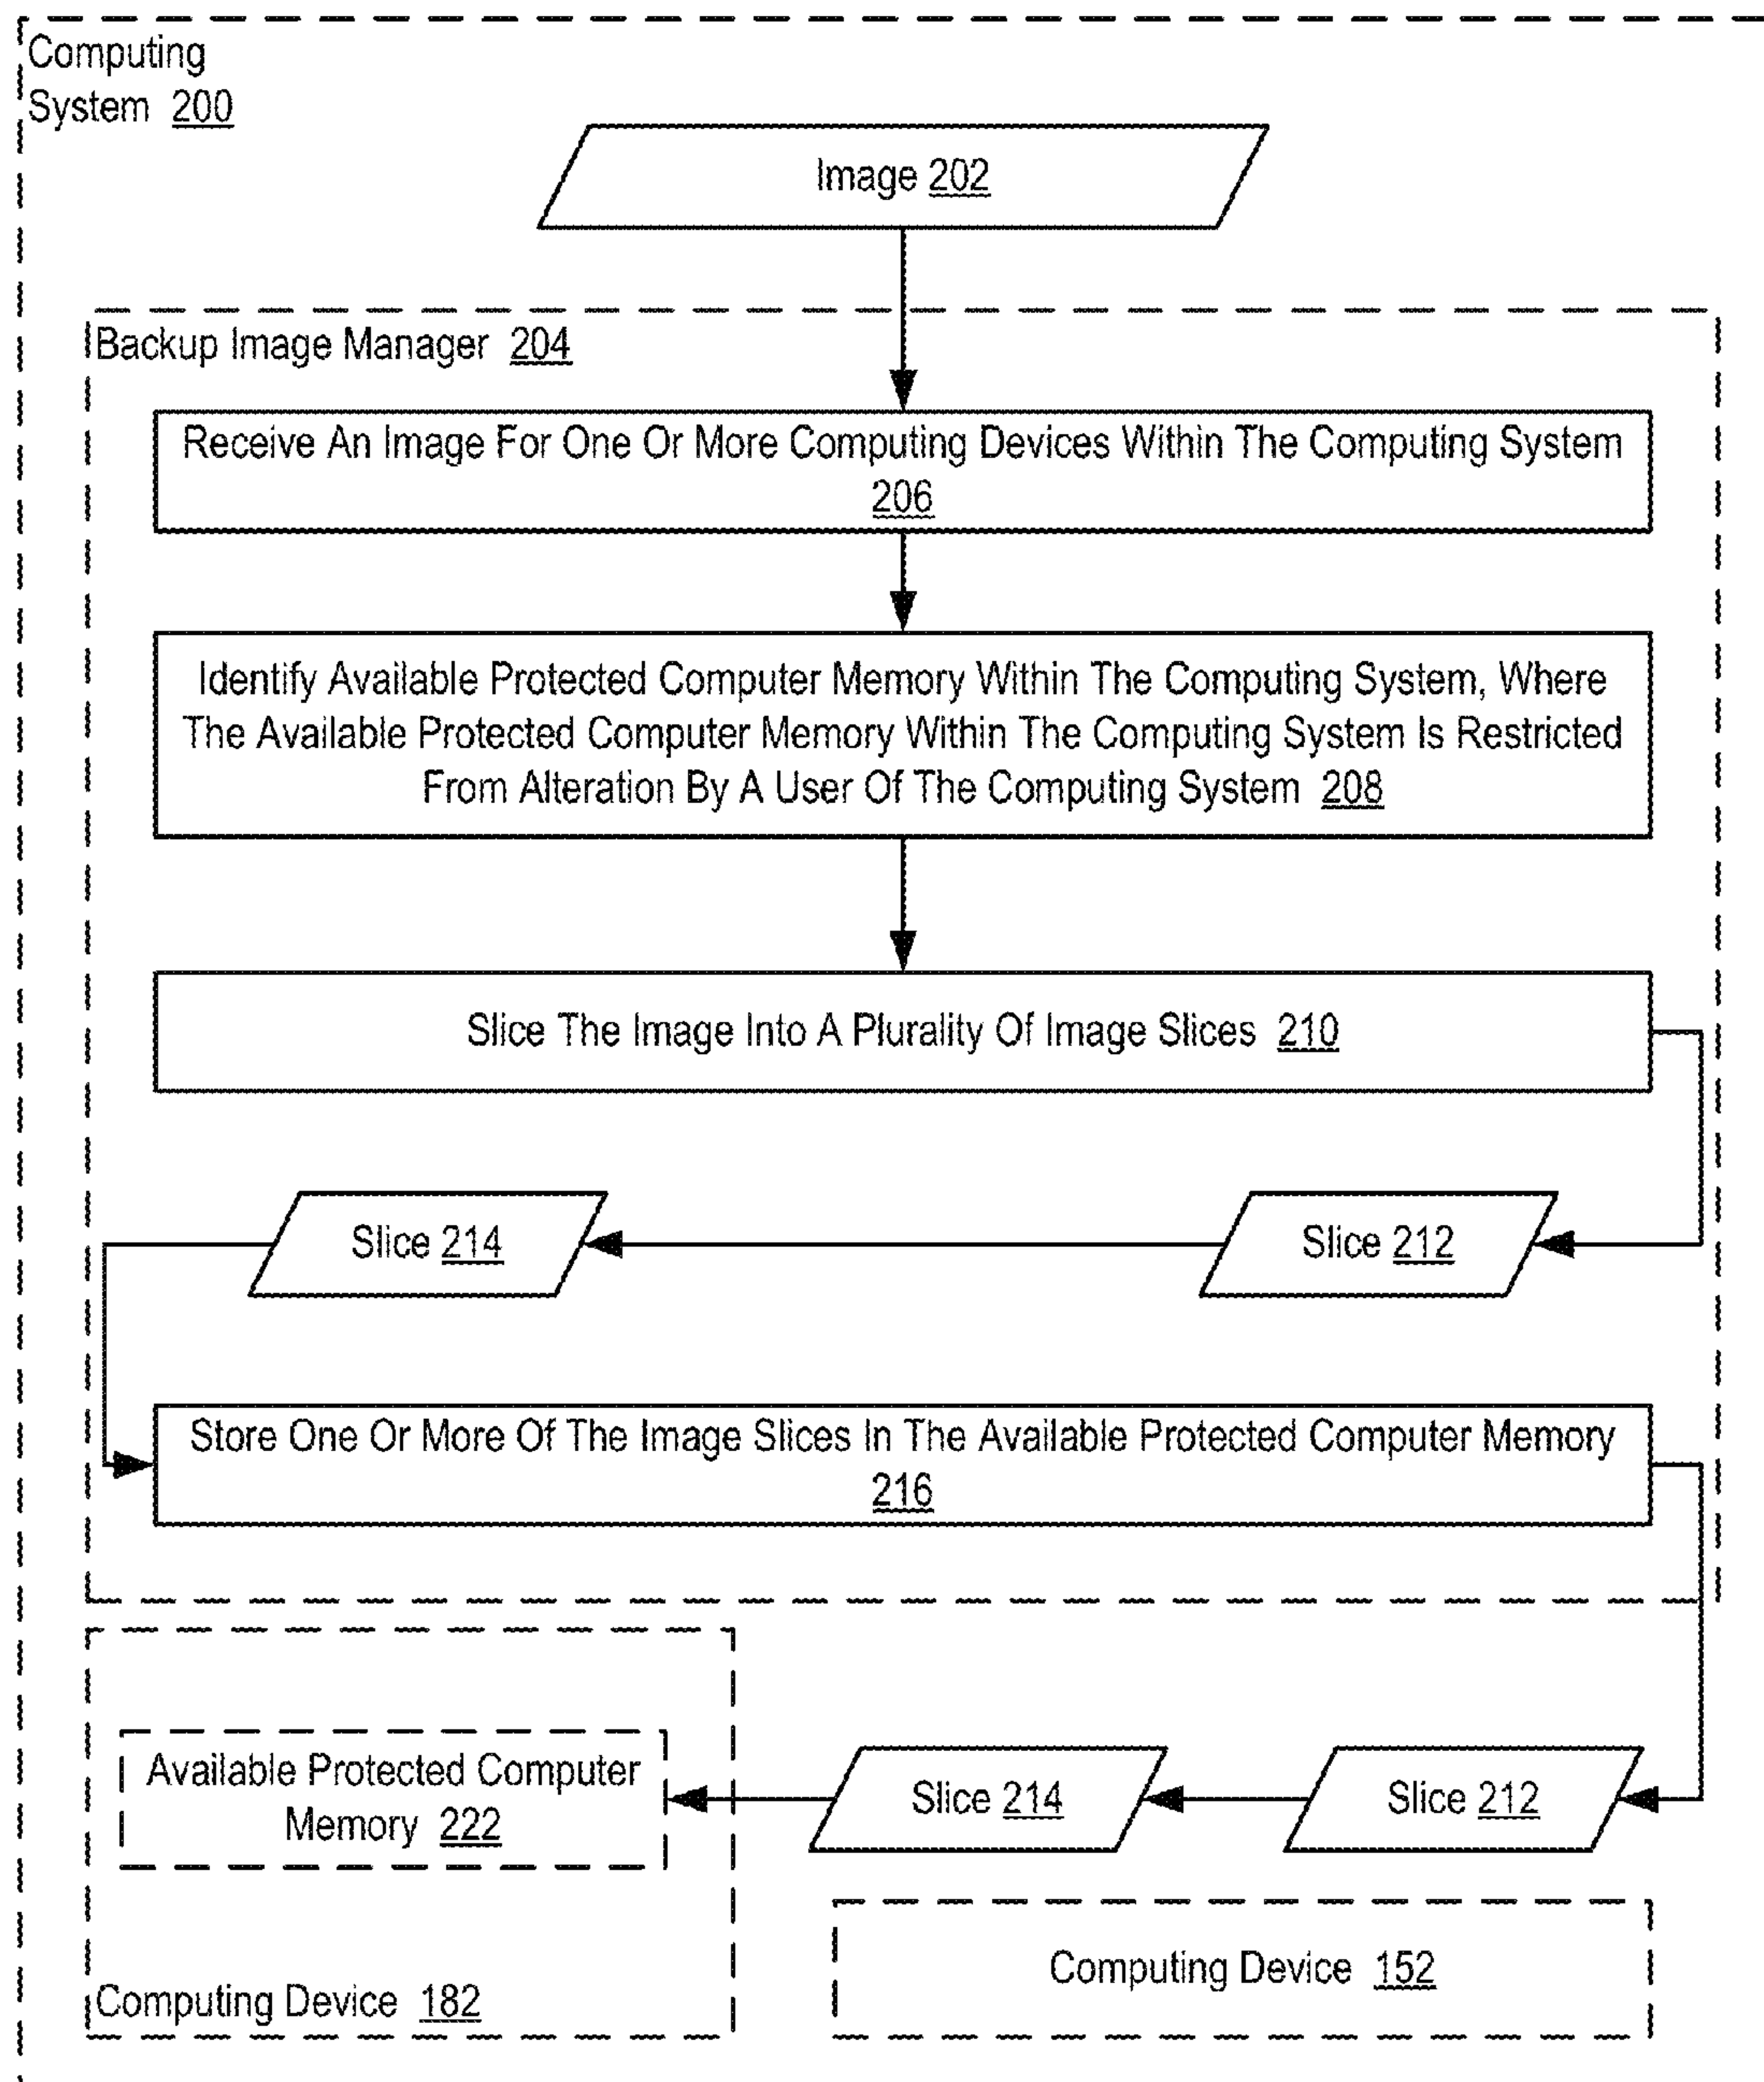 Computing
System 200
Image 202
Backup Image Manager 204
Receive An Image For One Or More Computing Devices Within The Computing System
206
Identify Available Protected Computer Memory Within The Computing System, Where
The Available Protected Computer Memory Within The Computing System Is Restricted
From Alteration By A User Of The Computing System 208
Slice The Image Into A Plurality Of Image Slices 210
Slice 214
Slice 212
Store One Or More Of The Image Slices In The Available Protected Computer Memory
216
Available Protected Computer
Memory 222
Slice 214
Slice 212
Computing Device 182
Computing Device 152